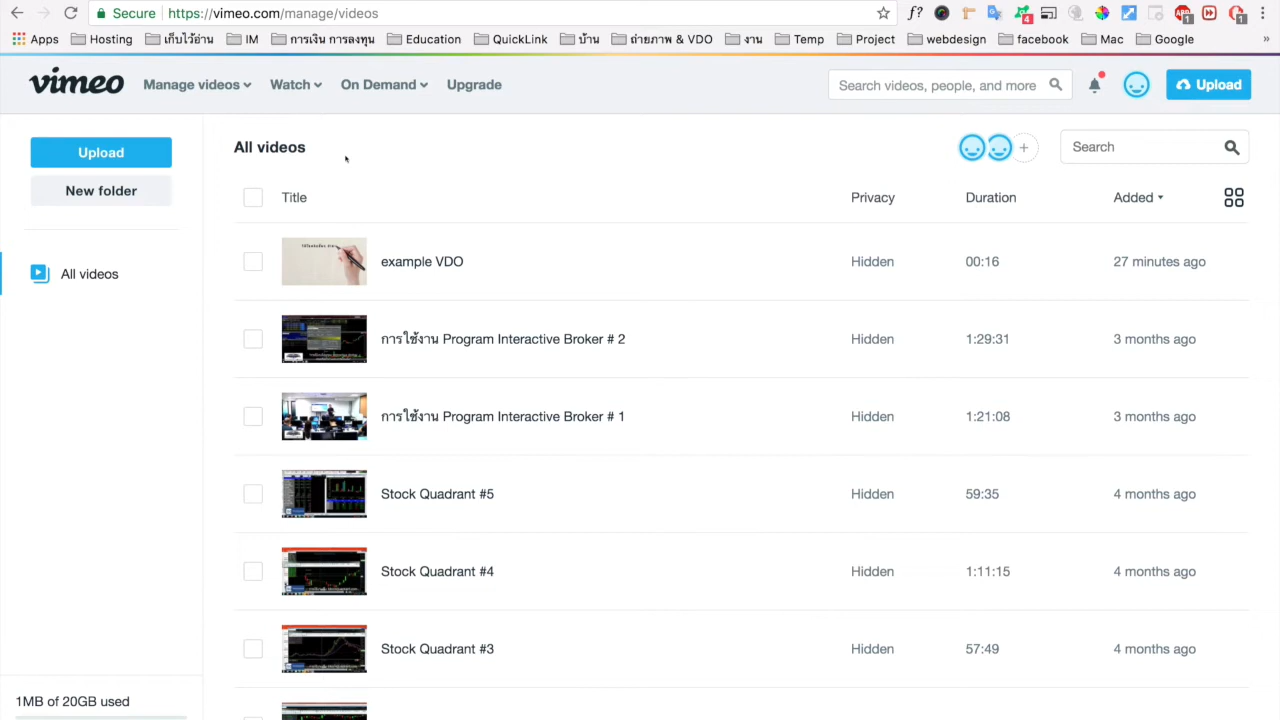 Secure https://vimeo.com/manage/videos
4
1
1
Apps Hosting เก็บไว้อ่าน IM การเงิน การลงทุน Education QuickLink บ้าน ถ่ายภาพ & VDO งาน Temp Project webdesign facebook Mac Google »
vimeo Manage videos Watch On Demand Upgrade
Search videos, people, and more
Upload
Upload
New folder
All videos
1MB of 20GB used
All videos
Search
Title Privacy Duration Added
example VDO Hidden 00:16 27 minutes ago
การใช้งาน Program Interactive Broker # 2 Hidden 1:29:31 3 months ago
การใช้งาน Program Interactive Broker # 1 Hidden 1:21:08 3 months ago
Stock Quadrant #5 Hidden 59:35 4 months ago
Stock Quadrant #4 Hidden 1:11:15 4 months ago
Stock Quadrant #3 Hidden 57:49 4 months ago